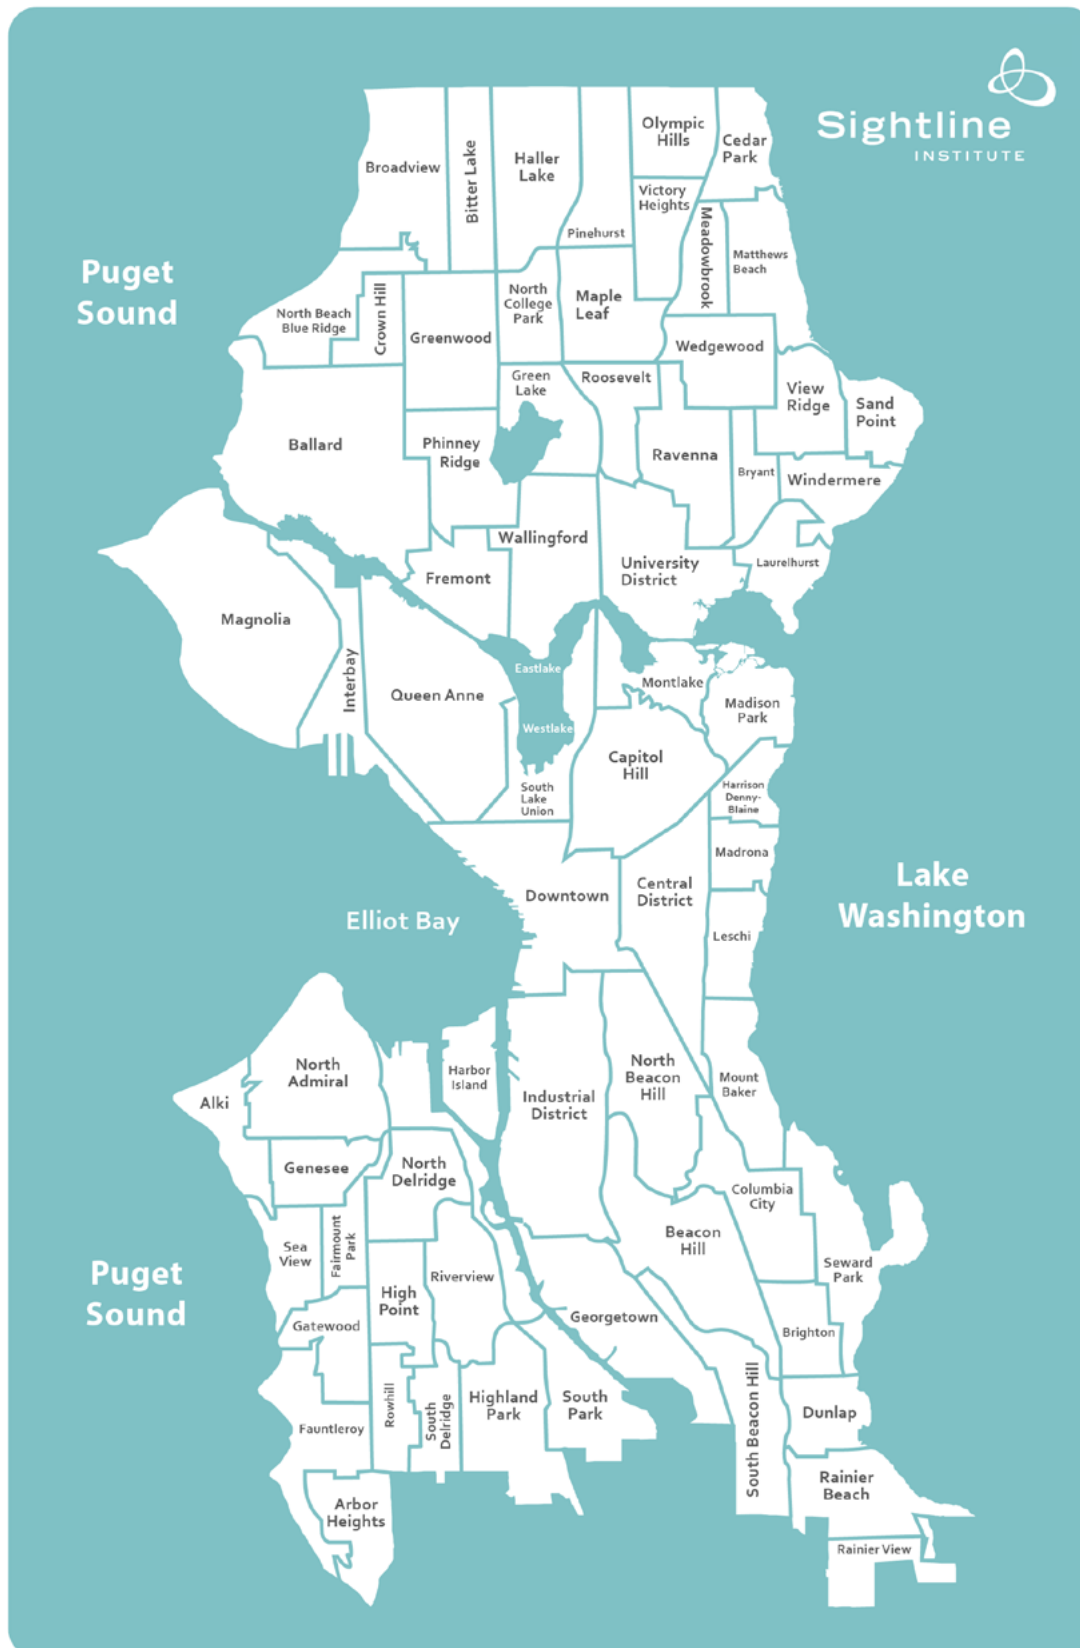 Sightline
INSTITUTE
Olympic
Hills
Cedar
Park
Broadview
Bitter Lake
Haller
Lake
Victory
Heights
Pinehurst
Meadowbrook
Matthews
Beach
Puget
Sound
North Beach
Blue Ridge
Crown Hill
Greenwood
North
College
Park
Maple
Leaf
Wedgewood
Green
Lake
Roosevelt
View
Ridge
Sand
Point
Ballard
Phinney
Ridge
Ravenna
Bryant
Windermere
Wallingford
University
District
Laurelhurst
Fremont
Magnolia
Interbay
Queen Anne
Eastlake
Westlake
Montlake
Madison
Park
Capitol
Hill
South
Lake
Union
Harrison
Denny-
Blaine
Madrona
Downtown
Central
District
Leschi
Lake
Washington
Elliot Bay
North
Admiral
Alki
Harbor
Island
Industrial
District
North
Beacon
Hill
Mount
Baker
Genesee
North
Delridge
Columbia
City
Sea
View
Fairmount
Park
Beacon
Hill
Seward
Park
Puget
Sound
High
Point
Riverview
Gatewood
Georgetown
Brighton
Rowhill
South
Delridge
Highland
Park
South
Park
South Beacon Hill
Dunlap
Fauntleroy
Arbor
Heights
Rainier
Beach
Rainier View